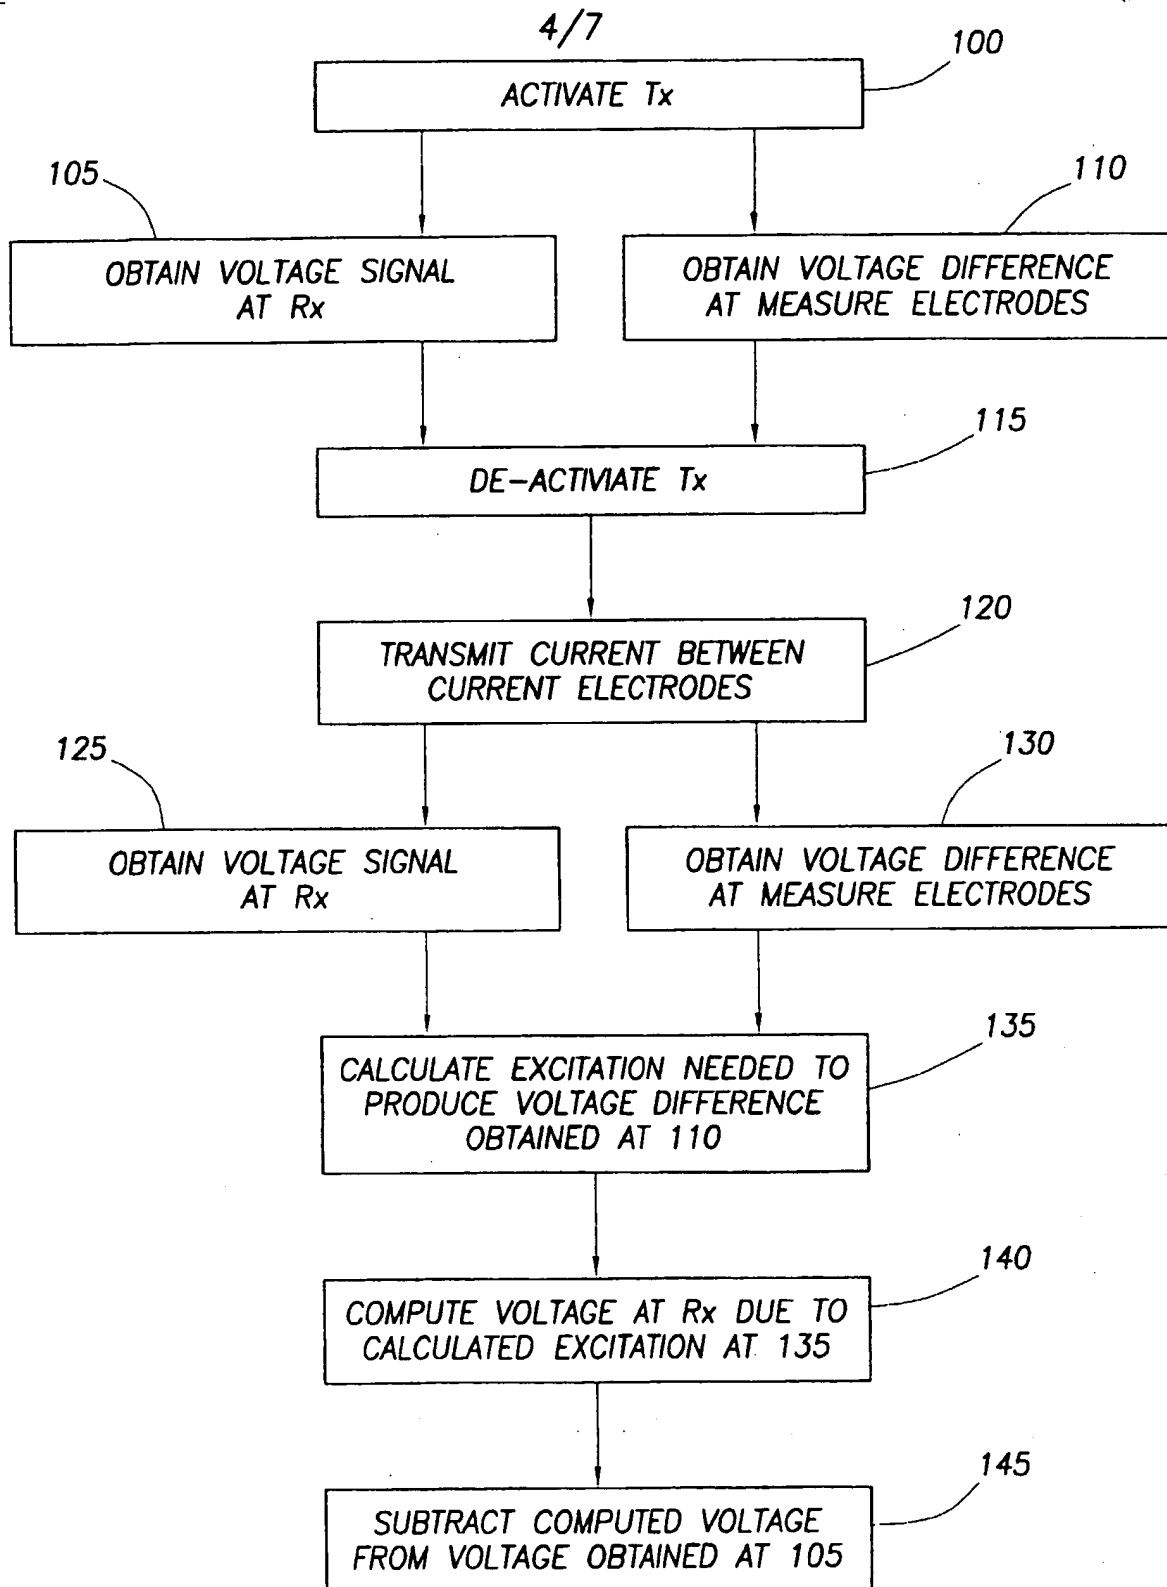 4/7
100
ACTIVATE Tx
105
110
OBTAIN VOLTAGE SIGNAL
AT Rx
OBTAIN VOLTAGE DIFFERENCE
AT MEASURE ELECTRODES
115
DE-ACTIVIATE Tx
120
TRANSMIT CURRENT BETWEEN
CURRENT ELECTRODES
125
130
OBTAIN VOLTAGE SIGNAL
AT Rx
OBTAIN VOLTAGE DIFFERENCE
AT MEASURE ELECTRODES
135
CALCULATE EXCITATION NEEDED TO
PRODUCE VOLTAGE DIFFERENCE
OBTAINED AT 110
140
COMPUTE VOLTAGE AT Rx DUE TO
CALCULATED EXCITATION AT 135
145
SUBTRACT COMPUTED VOLTAGE
FROM VOLTAGE OBTAINED AT 105